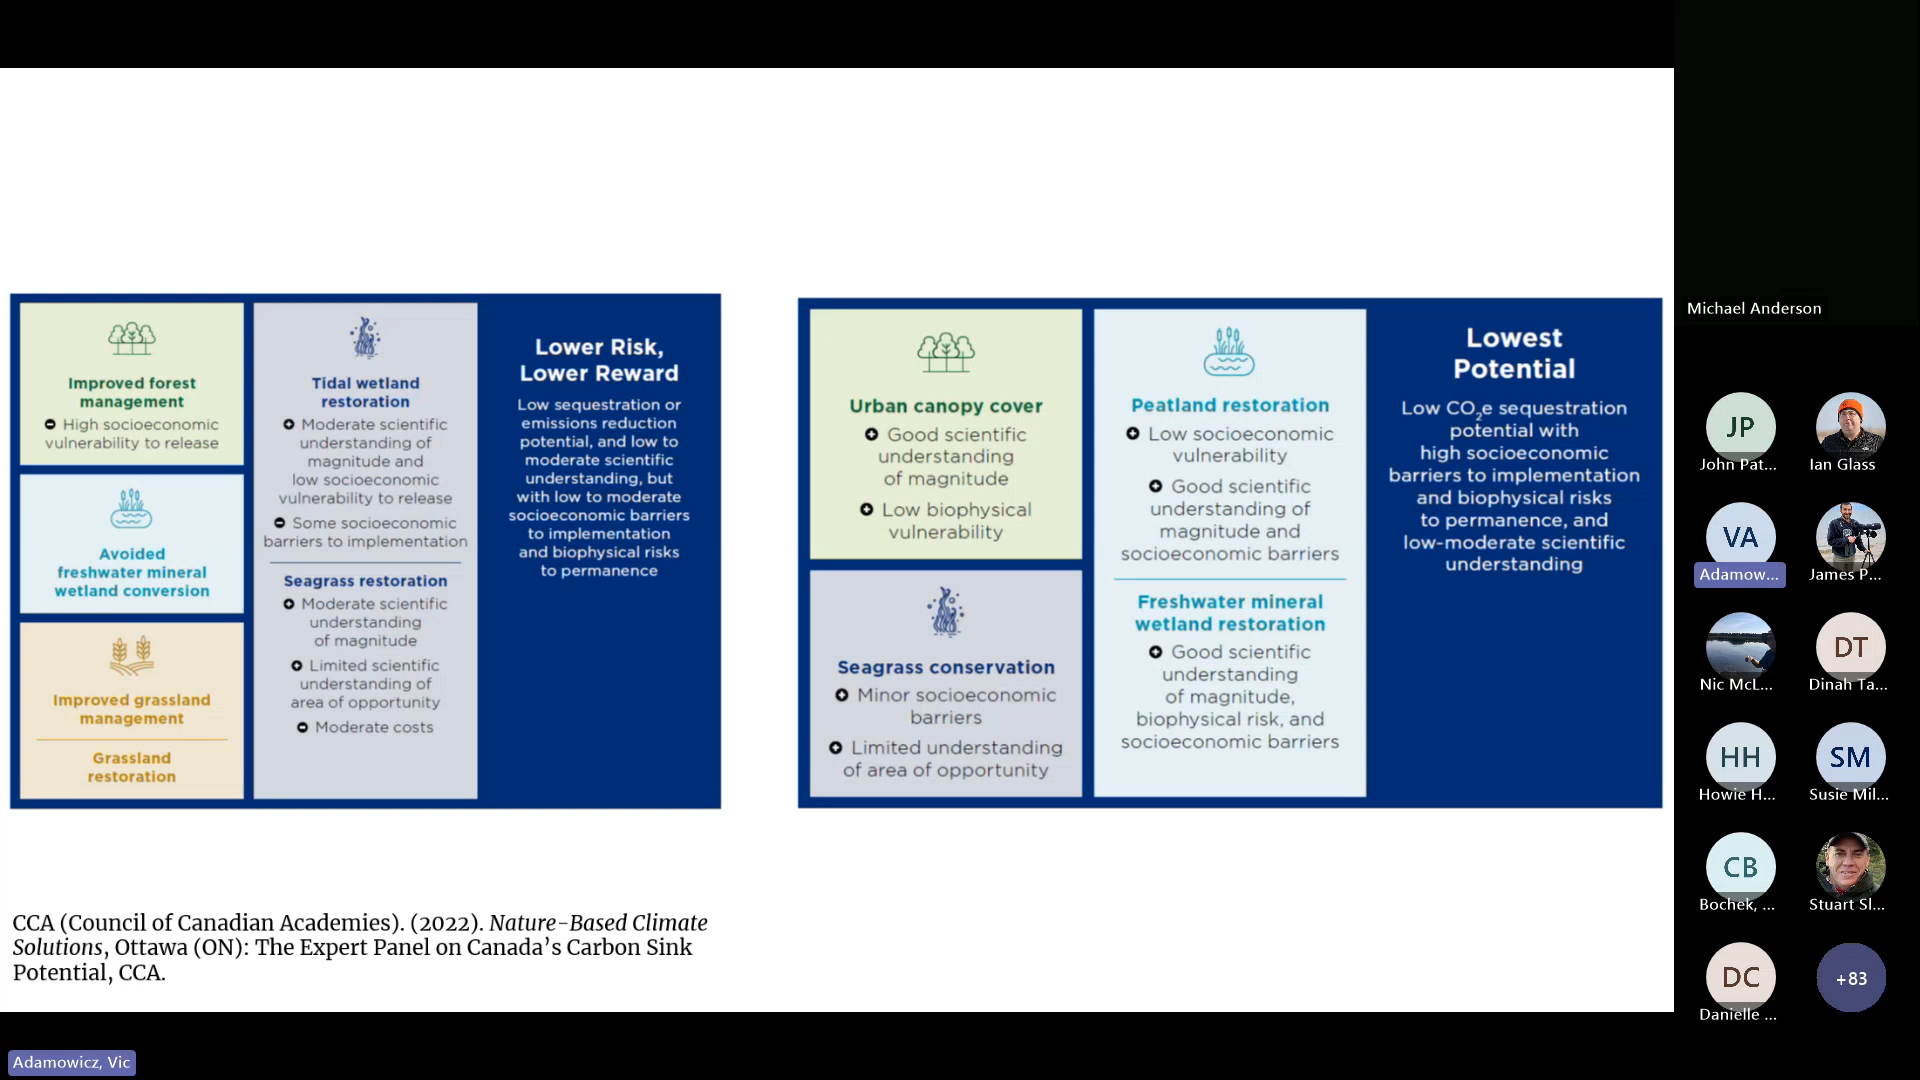 Improved forest
management
High socioeconomic
vulnerability to release
Avoided
freshwater mineral
wetland conversion
Improved grassland
management
Grassland
restoration
Tidal wetland
restoration
Moderate scientific
understanding of
magnitude and
low socioeconomic
vulnerability to release
Some socioeconomic
barriers to implementation
Seagrass restoration
Moderate scientific
understanding
of magnitude
Limited scientific
understanding of
area of opportunity
Moderate costs
Lower Risk,
Lower Reward
Low sequestration or
emissions reduction
potential, and low to
moderate scientific
understanding, but
with low to moderate
socioeconomic barriers
to implementation
and biophysical risks
to permanence
Urban canopy cover
Good scientific
understanding
of magnitude
Low biophysical
vulnerability
Seagrass conservation
Minor socioeconomic
barriers
Limited understanding
of area of opportunity
Peatland restoration
Low socioeconomic
vulnerability
Good scientific
understanding of
magnitude and
socioeconomic barriers
Freshwater mineral
wetland restoration
Good scientific
understanding
of magnitude,
biophysical risk, and
socioeconomic barriers
Lowest
Potential
Low CO₂e sequestration
potential with
high socioeconomic
barriers to implementation
and biophysical risks
to permanence, and
low-moderate scientific
understanding
CCA (Council of Canadian Academies). (2022). Nature-Based Climate
Solutions, Ottawa (ON): The Expert Panel on Canada’s Carbon Sink
Potential, CCA.
Adamowicz, Vic
Michael Anderson
JP
John Pat...
Ian Glass
VA
Adamow...
James P...
Nic McL...
DT
Dinah Ta...
HH
Howie H...
SM
Susie Mil...
CB
Bochek, ...
Stuart Sl...
DC
Danielle ...
+83